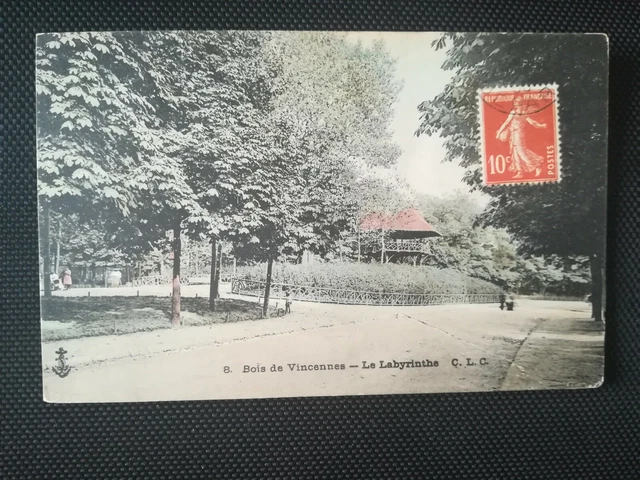 REPUBLIQUE FRANÇAISE
10c POSTES
8. Bois de Vincennes — Le Labyrinthe C. L. C.